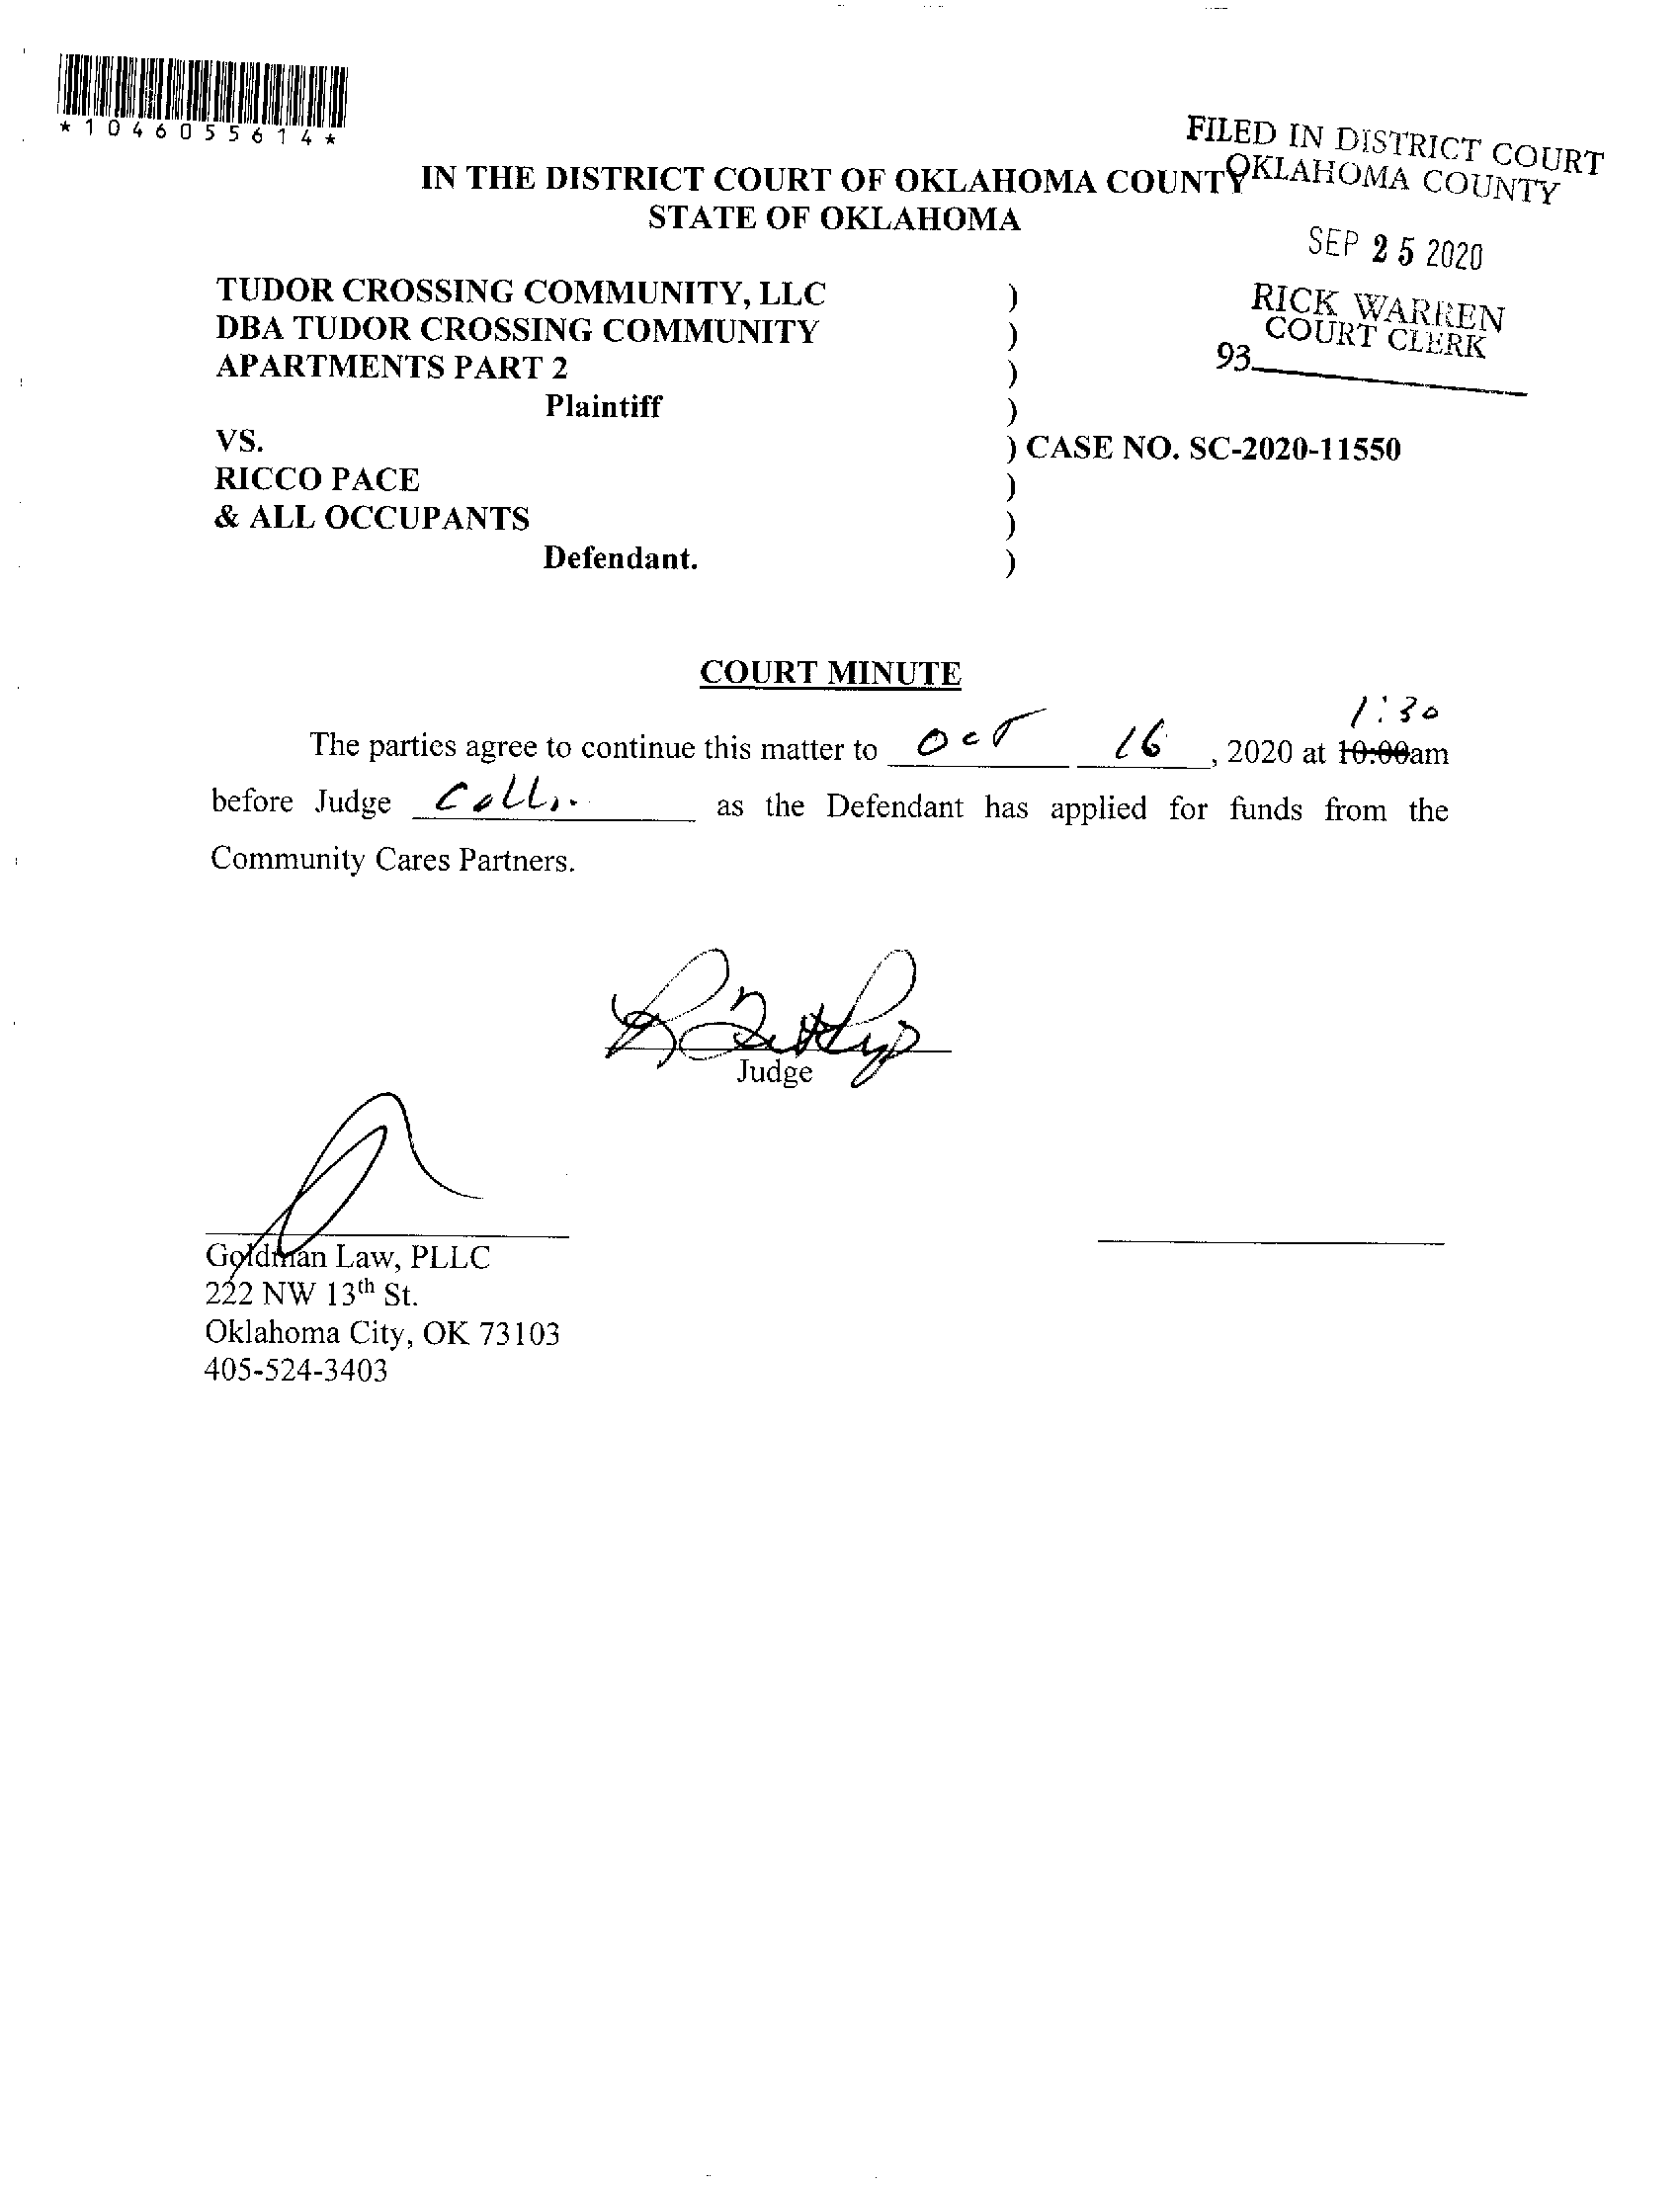 *1046055614*
FILED IN DISTRICT COURT
OKLAHOMA COUNTY
IN THE DISTRICT COURT OF OKLAHOMA COUNTY
STATE OF OKLAHOMA
SEP 25 2020
RICK WARREN
COURT CLERK
93
TUDOR CROSSING COMMUNITY, LLC )
DBA TUDOR CROSSING COMMUNITY )
APARTMENTS PART 2 )
Plaintiff )
VS. ) CASE NO. SC-2020-11550
RICCO PACE )
& ALL OCCUPANTS )
Defendant. )
COURT MINUTE
1:30
The parties agree to continue this matter to Oct 16, 2020 at 10:00am
before Judge as the Defendant has applied for funds from the
Community Cares Partners.
Judge
Goldman Law, PLLC
222 NW 13th St.
Oklahoma City, OK 73103
405-524-3403